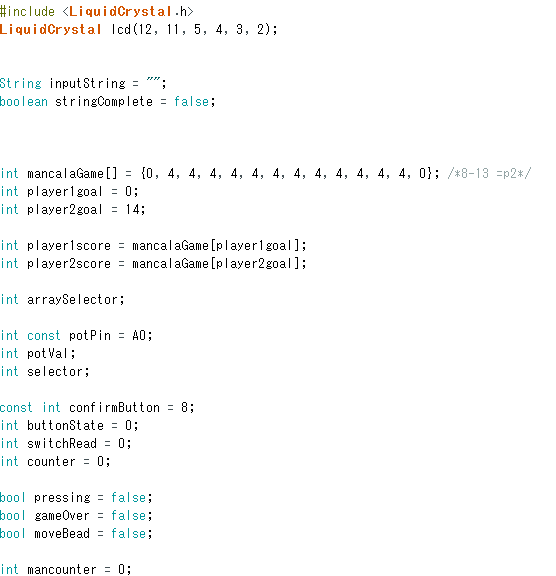 #include <LiquidCrystal.h>
LiquidCrystal lcd(12, 11, 5, 4, 3, 2);
String inputString = "";
boolean stringComplete = false;
int mancalaGame[] = {0, 4, 4, 4, 4, 4, 4, 4, 4, 4, 4, 4, 4, 0}; /*8-13 =p2*/
int player1goal = 0;
int player2goal = 14;
int player1score = mancalaGame[player1goal];
int player2score = mancalaGame[player2goal];
int arraySelector;
int const potPin = A0;
int potVal;
int selector;
const int confirmButton = 8;
int buttonState = 0;
int switchRead = 0;
int counter = 0;
bool pressing = false;
bool gameOver = false;
bool moveBead = false;
int mancounter = 0;